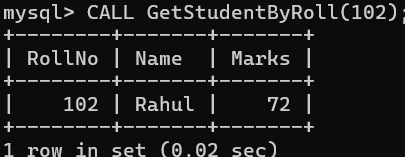 mysql> CALL GetStudentByRoll(102);
+--------+-------+-------+
| RollNo | Name  | Marks |
+--------+-------+-------+
|    102 | Rahul |    72 |
+--------+-------+-------+
1 row in set (0.02 sec)